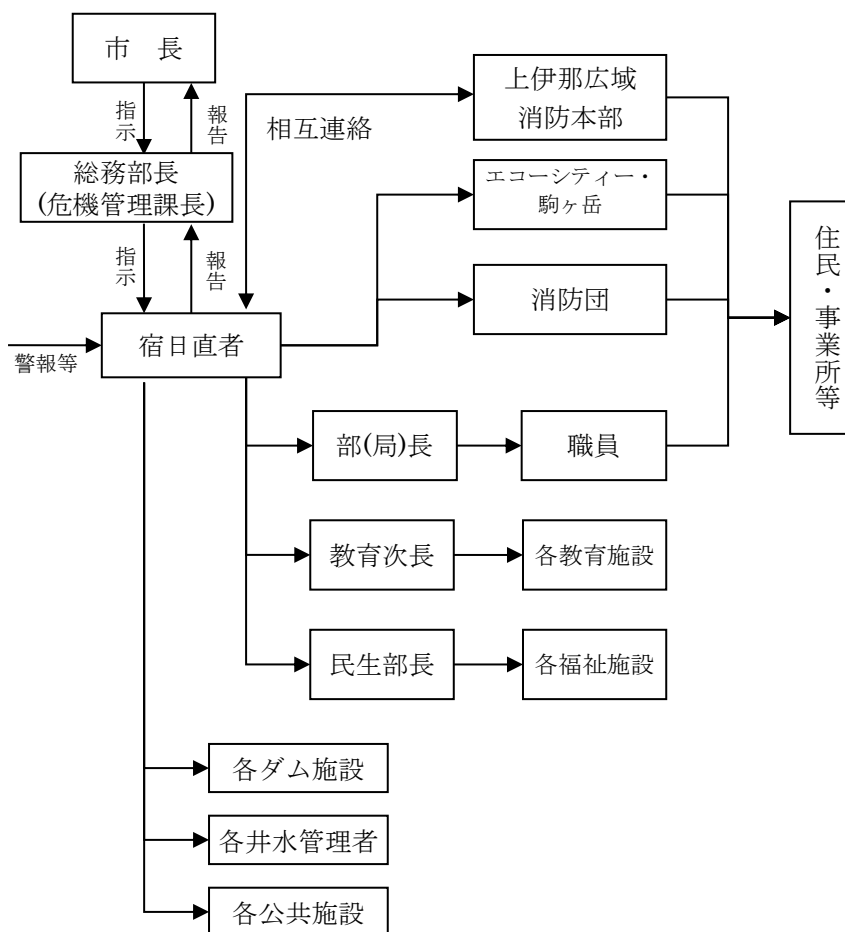 市　長
指示
報告
総務部長
(危機管理課長)
指示
報告
警報等
宿日直者
相互連絡
上伊那広域
消防本部
エコーシティー・
駒ヶ岳
消防団
住民・事業所等
部(局)長
職員
教育次長
各教育施設
民生部長
各福祉施設
各ダム施設
各井水管理者
各公共施設